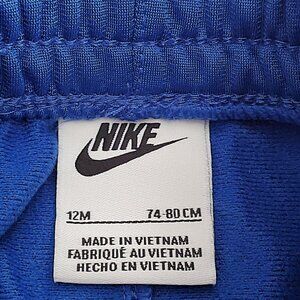 NIKE
12M 74-80 CM
MADE IN VIETNAM
FABRIQUÉ AU VIETNAM
HECHO EN VIETNAM